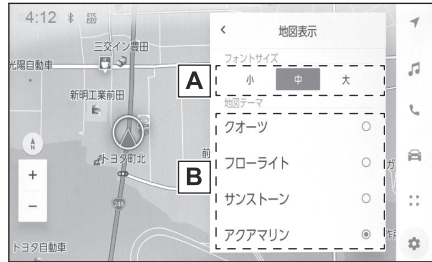 4:12
地図表示
三交イン豊田
光陽自動車
フォントサイズ
A
小 中 大
新明工業前田
地図テーマ
クオーツ
N
トヨタ町北
前
B
フローライト
+
サンストーン
248
-
アクアマリン
トヨタ自動車